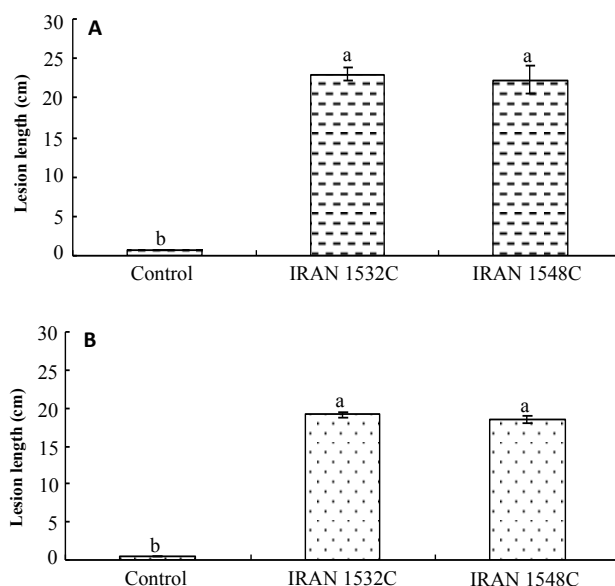 A
Lesion length (cm)
30
25
20
15
10
5
0
b
a
a
Control IRAN 1532C IRAN 1548C
B
Lesion length (cm)
30
25
20
15
10
5
0
b
a
a
Control IRAN 1532C IRAN 1548C